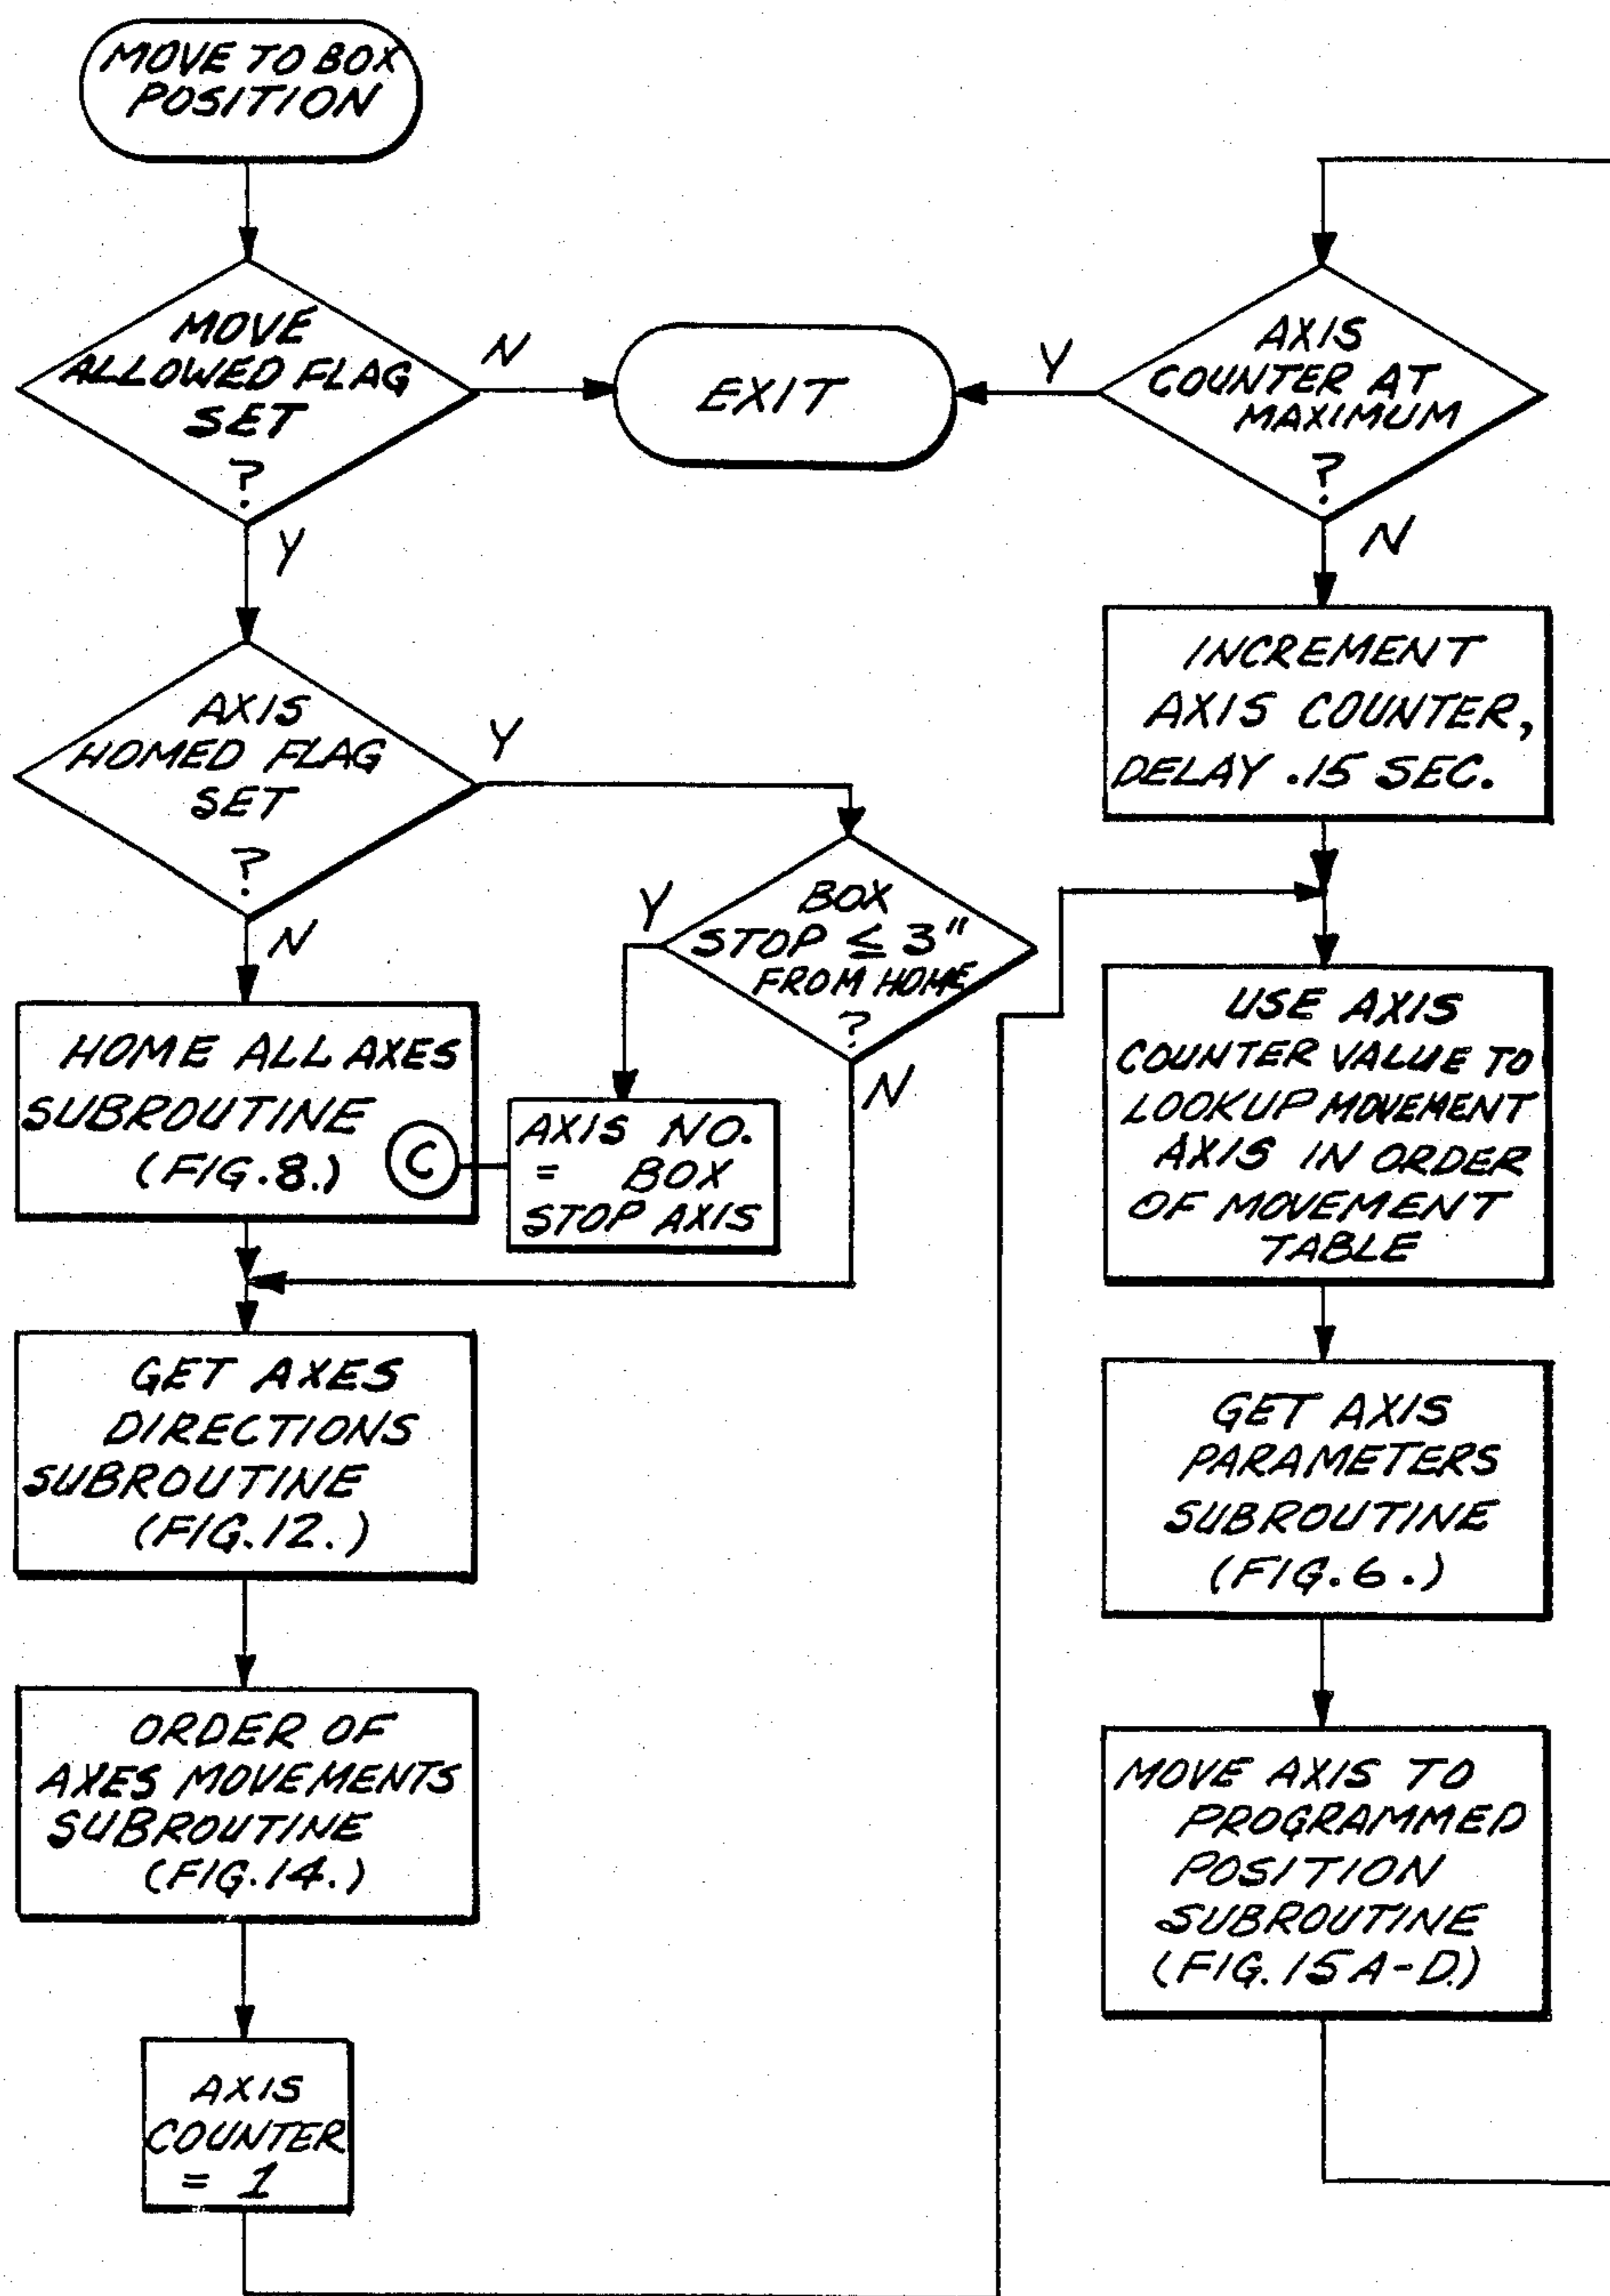 MOVE TO BOX
POSITION
MOVE
ALLOWED FLAG
SET
?
N
Y
EXIT
AXIS
HOMED FLAG
SET
?
Y
N
BOX
STOP ≤ 3"
FROM HOME
?
Y
N
HOME ALL AXES
SUBROUTINE
(FIG.8.)
C
AXIS NO.
= BOX
STOP AXIS
GET AXES
DIRECTIONS
SUBROUTINE
(FIG.12.)
ORDER OF
AXES MOVEMENTS
SUBROUTINE
(FIG.14.)
AXIS
COUNTER
= 1
AXIS
COUNTER AT
MAXIMUM
?
Y
N
INCREMENT
AXIS COUNTER,
DELAY .15 SEC.
USE AXIS
COUNTER VALUE TO
LOOKUP MOVEMENT
AXIS IN ORDER
OF MOVEMENT
TABLE
GET AXIS
PARAMETERS
SUBROUTINE
(FIG.6.)
MOVE AXIS TO
PROGRAMMED
POSITION
SUBROUTINE
(FIG.15A-D.)